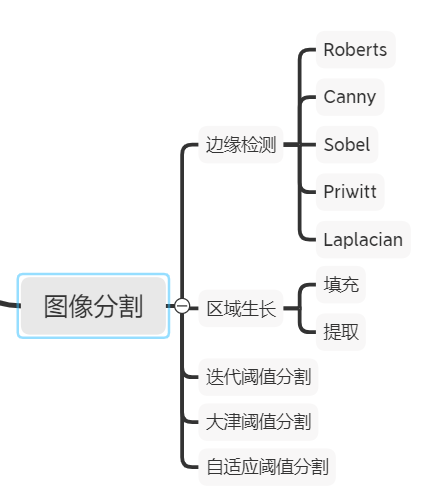 图像分割
边缘检测
Roberts
Canny
Sobel
Priwitt
Laplacian
区域生长
填充
提取
迭代阈值分割
大津阈值分割
自适应阈值分割